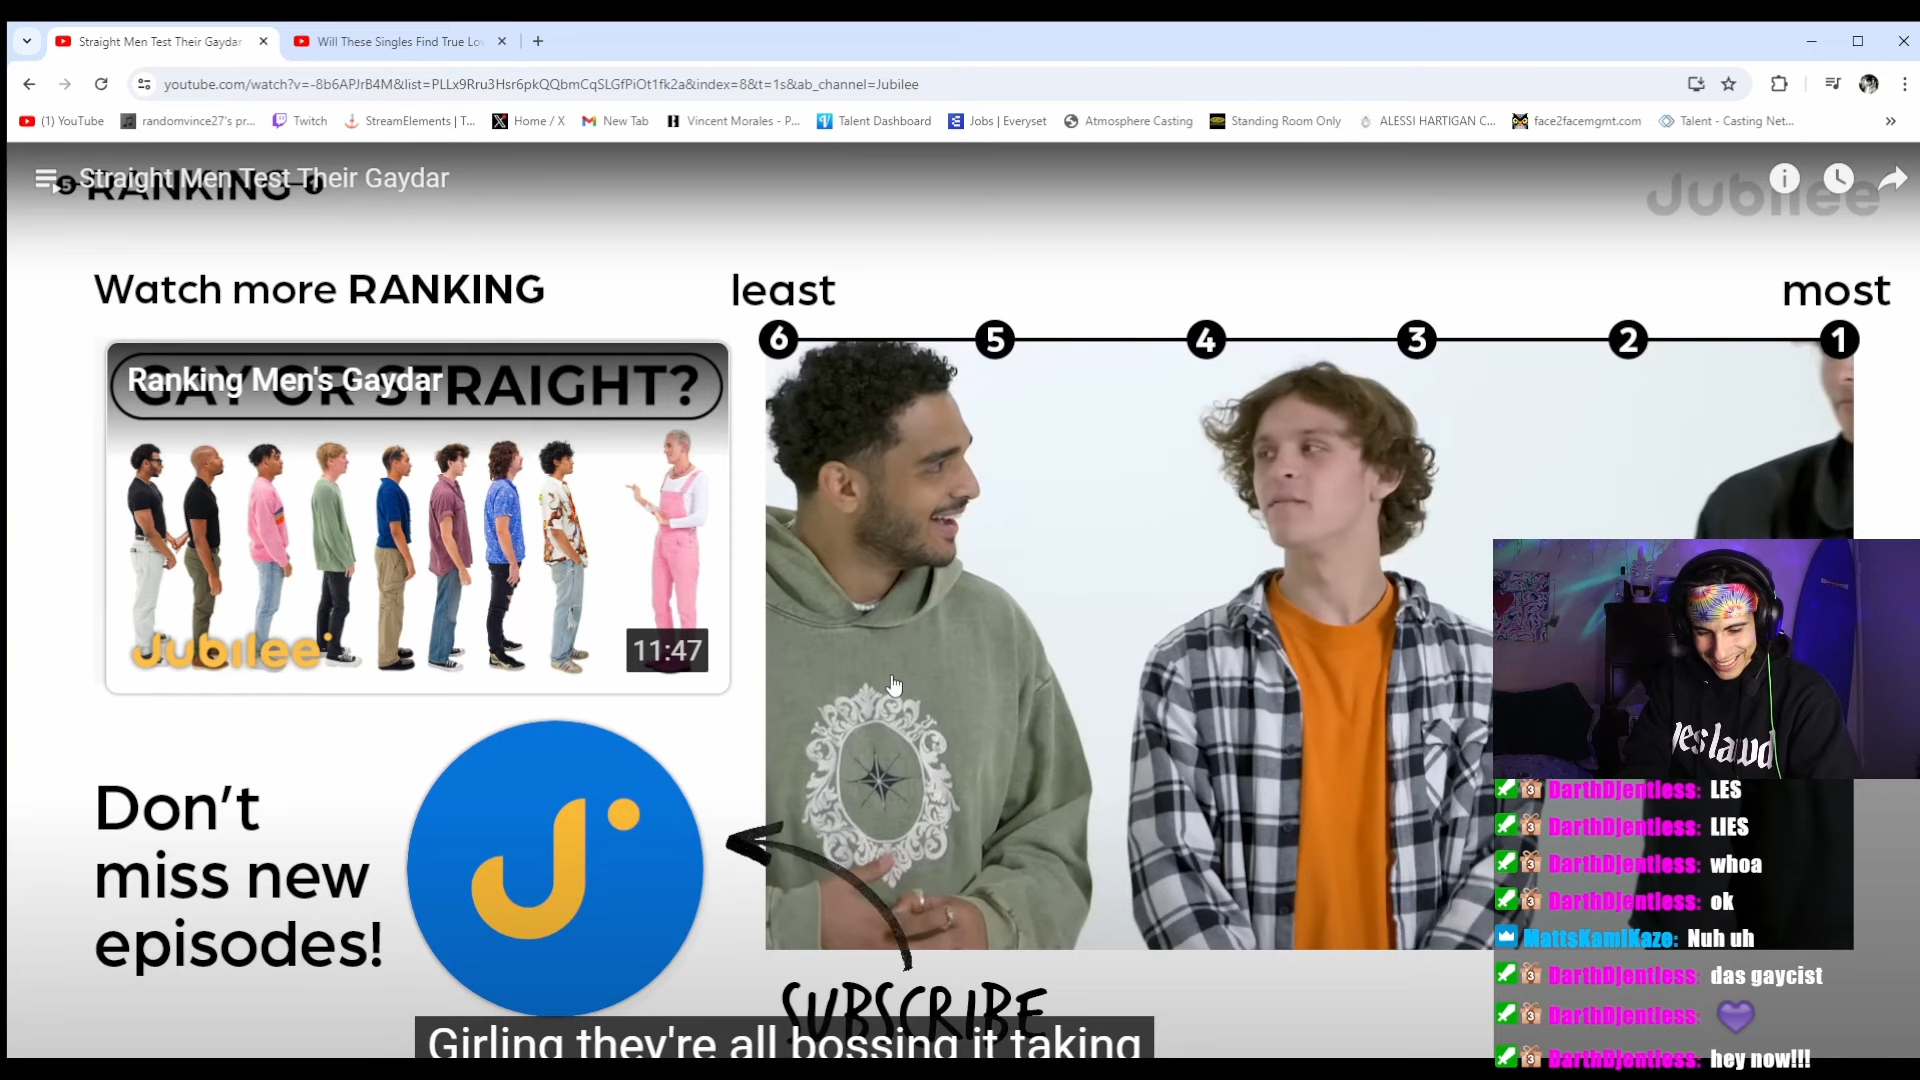 Straight Men Test Their Gaydar
Will These Singles Find True Lo
youtube.com/watch?v=-8b6APJrB4M&list=PLLx9Rru3Hsr6pkQQbmCqSLGfPiOt1fk2a&index=8&t=1s&ab_channel=Jubilee
(1) YouTube
randomvince27's pr...
Twitch
StreamElements | T...
Home / X
New Tab
Vincent Morales - P...
Talent Dashboard
Jobs | Everyset
Atmosphere Casting
Standing Room Only
ALESSI HARTIGAN C...
face2facemgmt.com
Talent - Casting Net...
Straight Men Test Their Gaydar
RANKING
Jubilee
Watch more RANKING
least
most
6 5 4 3 2 1
Ranking Men's Gaydar
GAY OR STRAIGHT?
Jubilee
11:47
Don't
miss new
episodes!
SUBSCRIBE
Girling they're all bossing it taking
yeslawd
DarthDjentless: LES
DarthDjentless: LIES
DarthDjentless: whoa
DarthDjentless: ok
MattsKamiKaze: Nuh uh
DarthDjentless: das gaycist
DarthDjentless:
DarthDjentless: hey now!!!